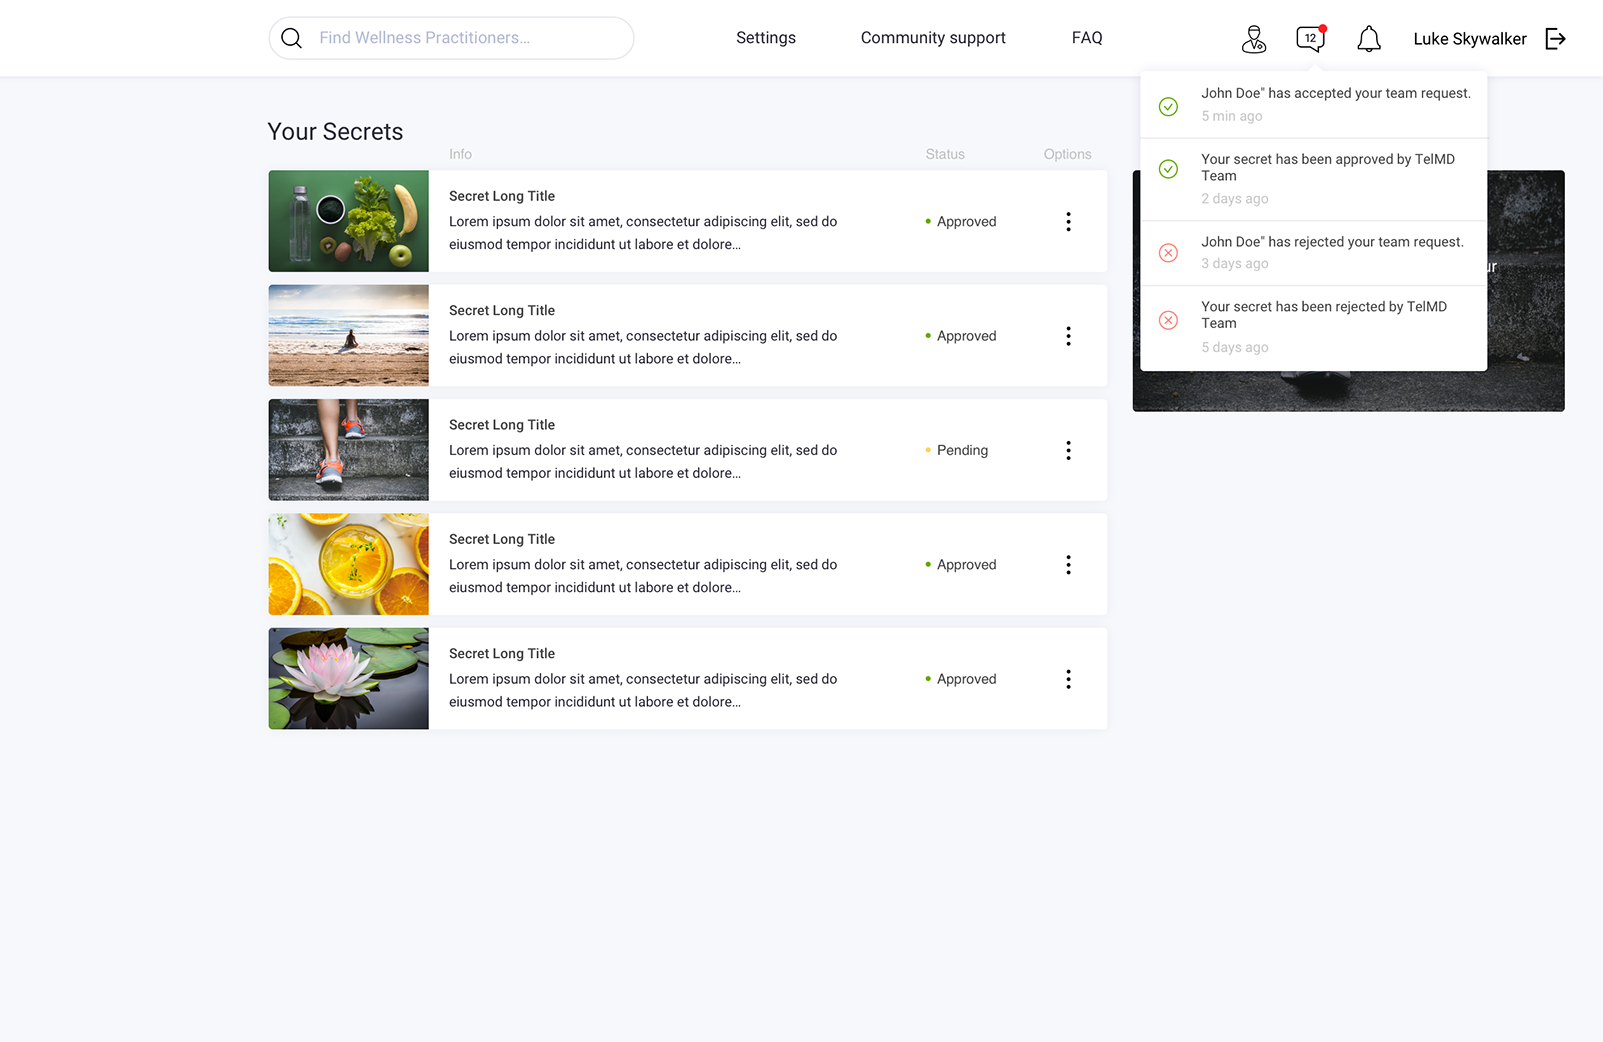 Find Wellness Practitioners...
Settings
Community support
FAQ
12
Luke Skywalker
John Doe" has accepted your team request.
5 min ago
Your secret has been approved by TelMD
Team
2 days ago
John Doe" has rejected your team request.
3 days ago
Your secret has been rejected by TelMD
Team
5 days ago
Your Secrets
Info
Status
Options
Secret Long Title
Lorem ipsum dolor sit amet, consectetur adipiscing elit, sed do
eiusmod tempor incididunt ut labore et dolore...
Approved
Secret Long Title
Lorem ipsum dolor sit amet, consectetur adipiscing elit, sed do
eiusmod tempor incididunt ut labore et dolore...
Approved
Secret Long Title
Lorem ipsum dolor sit amet, consectetur adipiscing elit, sed do
eiusmod tempor incididunt ut labore et dolore...
Pending
Secret Long Title
Lorem ipsum dolor sit amet, consectetur adipiscing elit, sed do
eiusmod tempor incididunt ut labore et dolore...
Approved
Secret Long Title
Lorem ipsum dolor sit amet, consectetur adipiscing elit, sed do
eiusmod tempor incididunt ut labore et dolore...
Approved